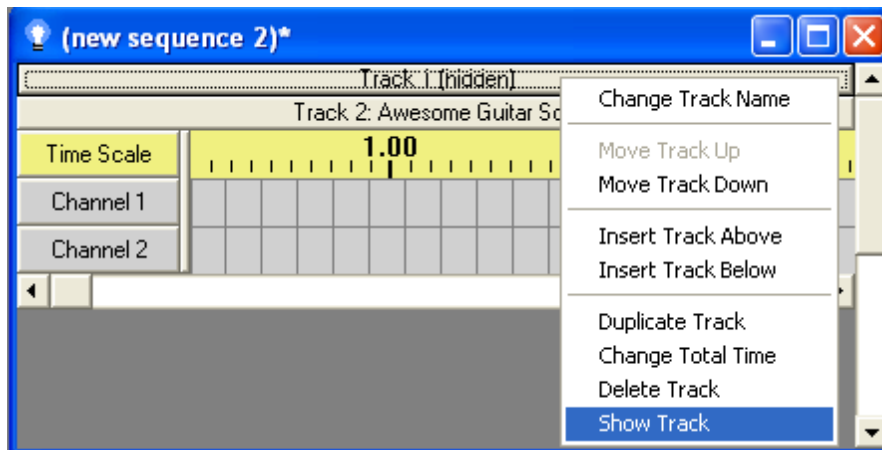 (new sequence 2)*
Track 1 (hidden)
Track 2: Awesome Guitar
Time Scale
1.00
Channel 1
Channel 2
Change Track Name
Move Track Up
Move Track Down
Insert Track Above
Insert Track Below
Duplicate Track
Change Total Time
Delete Track
Show Track